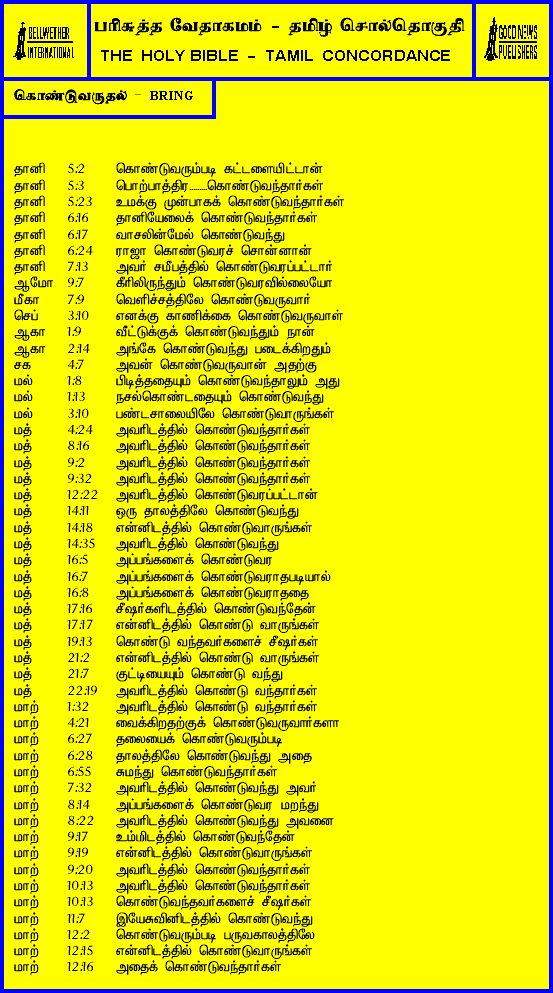 BELLWETHER
INTERNATIONAL
பரிசுத்த வேதாகமம் - தமிழ் சொல்தொகுதி
THE HOLY BIBLE - TAMIL CONCORDANCE
GOOD NEWS
PUBLISHERS
கொண்டுவருதல் - BRING
தானி 5:2 கொண்டுவரும்படி கட்டளையிட்டான்
தானி 5:3 பொற்பாத்திர.........கொண்டுவந்தார்கள்
தானி 5:23 உமக்கு முன்பாகக் கொண்டுவந்தார்கள்
தானி 6:16 தானியேலைக் கொண்டுவந்தார்கள்
தானி 6:17 வாசலின்மேல் கொண்டுவந்து
தானி 6:24 ராஜா கொண்டுவரச் சொன்னான்
தானி 7:13 அவர் சமீபத்தில் கொண்டுவரப்பட்டார்
ஆமோ 9:7 கீரிலிருந்தும் கொண்டுவரவில்லையோ
மீகா 7:9 வெளிச்சத்திலே கொண்டுவருவார்
செப் 3:10 எனக்கு காணிக்கை கொண்டுவருவாள்
ஆகா 1:9 வீட்டுக்குக் கொண்டுவந்தும் நான்
ஆகா 2:14 அங்கே கொண்டுவந்து படைக்கிறதும்
சக 4:7 அவன் கொண்டுவருவான் அதற்கு
மல் 1:8 பிடித்ததையும் கொண்டுவந்தாலும் அது
மல் 1:13 நசல்கொண்டதையும் கொண்டுவந்து
மல் 3:10 பண்டசாலையிலே கொண்டுவாருங்கள்
மத் 4:24 அவரிடத்தில் கொண்டுவந்தார்கள்
மத் 8:16 அவரிடத்தில் கொண்டுவந்தார்கள்
மத் 9:2 அவரிடத்தில் கொண்டுவந்தார்கள்
மத் 9:32 அவரிடத்தில் கொண்டுவந்தார்கள்
மத் 12:22 அவரிடத்தில் கொண்டுவரப்பட்டான்
மத் 14:11 ஒரு தாலத்திலே கொண்டுவந்து
மத் 14:18 என்னிடத்தில் கொண்டுவாருங்கள்
மத் 14:35 அவரிடத்தில் கொண்டுவந்து
மத் 16:5 அப்பங்களைக் கொண்டுவர
மத் 16:7 அப்பங்களைக் கொண்டுவராதபடியால்
மத் 16:8 அப்பங்களைக் கொண்டுவராததை
மத் 17:16 சீஷர்களிடத்தில் கொண்டுவந்தேன்
மத் 17:17 என்னிடத்தில் கொண்டு வாருங்கள்
மத் 19:13 கொண்டு வந்தவர்களைச் சீஷர்கள்
மத் 21:2 என்னிடத்தில் கொண்டு வாருங்கள்
மத் 21:7 குட்டியையும் கொண்டு வந்து
மத் 22:19 அவரிடத்தில் கொண்டு வந்தார்கள்
மாற் 1:32 அவரிடத்தில் கொண்டு வந்தார்கள்
மாற் 4:21 வைக்கிறதற்குக் கொண்டுவருவார்களா
மாற் 6:27 தலையைக் கொண்டுவரும்படி
மாற் 6:28 தாலத்திலே கொண்டுவந்து அதை
மாற் 6:55 சுமந்து கொண்டுவந்தார்கள்
மாற் 7:32 அவரிடத்தில் கொண்டுவந்து அவர்
மாற் 8:14 அப்பங்களைக் கொண்டுவர மறந்து
மாற் 8:22 அவரிடத்தில் கொண்டுவந்து அவனை
மாற் 9:17 உம்மிடத்தில் கொண்டுவந்தேன்
மாற் 9:19 என்னிடத்தில் கொண்டுவாருங்கள்
மாற் 9:20 அவரிடத்தில் கொண்டுவந்தார்கள்
மாற் 10:13 அவரிடத்தில் கொண்டுவந்தார்கள்
மாற் 10:13 கொண்டுவந்தவர்களைச் சீஷர்கள்
மாற் 11:7 இயேசுவினிடத்தில் கொண்டுவந்து
மாற் 12:2 கொண்டுவரும்படி பருவகாலத்திலே
மாற் 12:15 என்னிடத்தில் கொண்டுவாருங்கள்
மாற் 12:16 அதைக் கொண்டுவந்தார்கள்